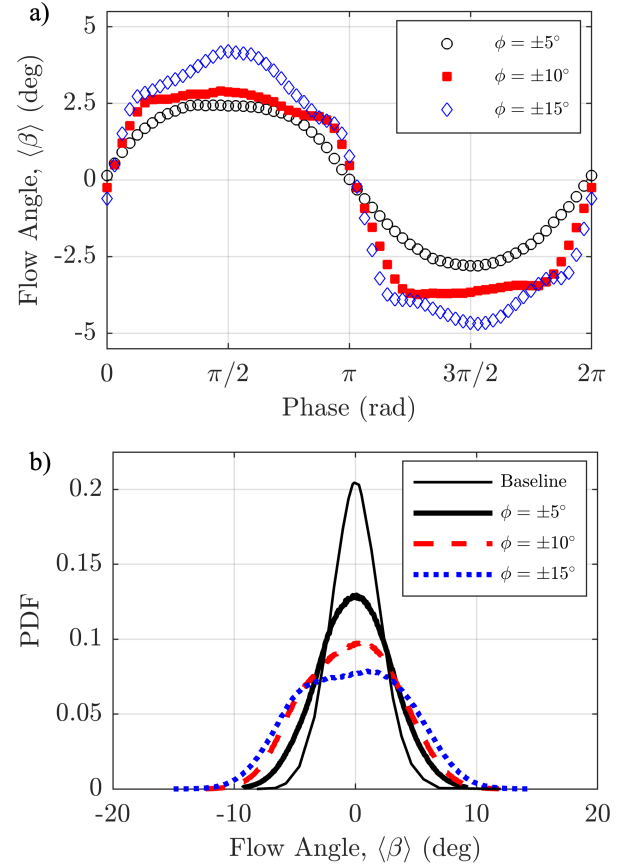 a)
5
2.5
0
-2.5
-5
Flow Angle, ⟨β⟩ (deg)
ϕ = ±5°
ϕ = ±10°
ϕ = ±15°
0
π/2
π
3π/2
2π
Phase (rad)
b)
0.2
0.15
0.1
0.05
0
PDF
Baseline
ϕ = ±5°
ϕ = ±10°
ϕ = ±15°
-20
-10
0
10
20
Flow Angle, ⟨β⟩ (deg)